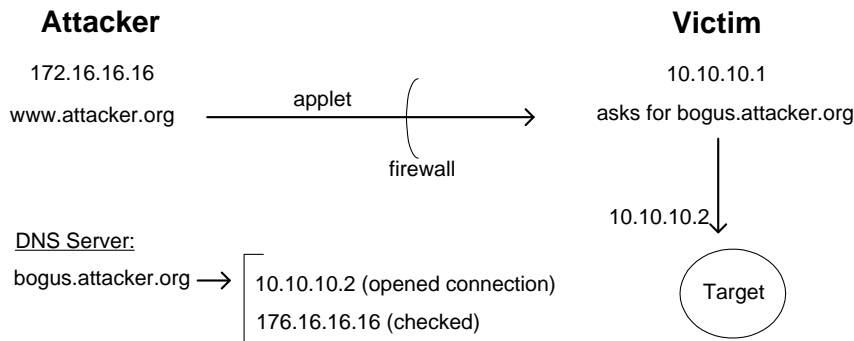 Attacker
172.16.16.16
www.attacker.org
applet
firewall
Victim
10.10.10.1
asks for bogus.attacker.org
10.10.10.2
Target
DNS Server:
bogus.attacker.org
10.10.10.2 (opened connection)
176.16.16.16 (checked)